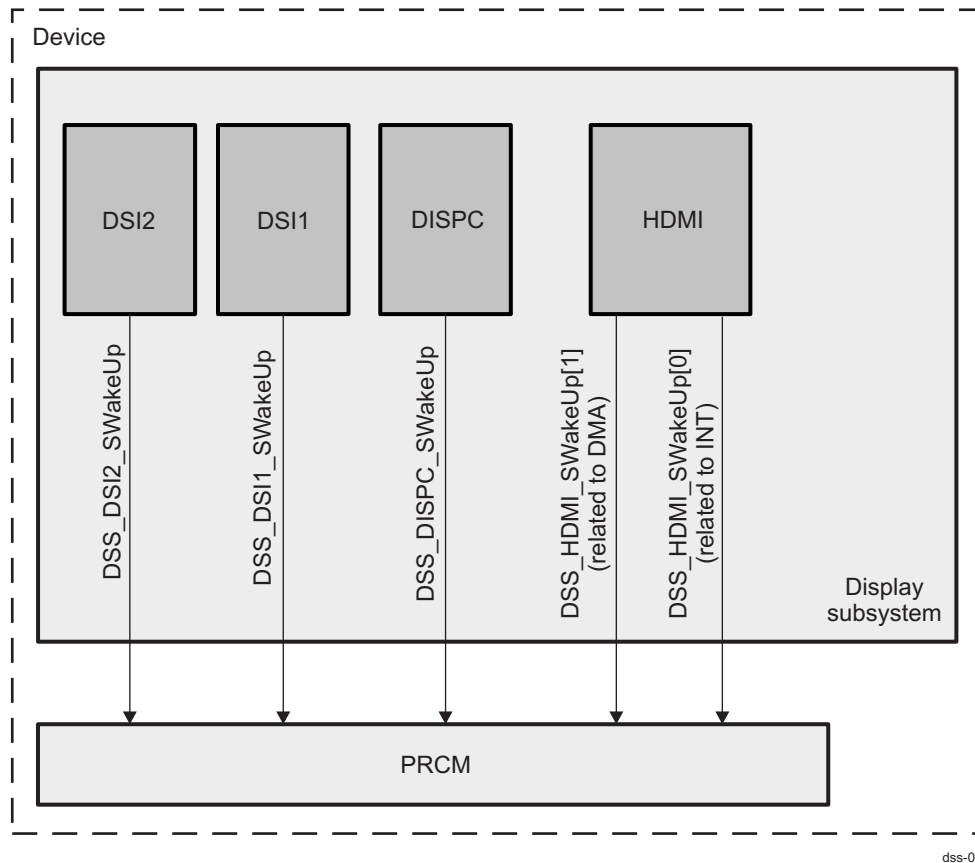 Device
DSI2
DSI1
DISPC
HDMI
DSS_DSI2_SWakeUp
DSS_DSI1_SWakeUp
DSS_DISPC_SWakeUp
DSS_HDMI_SWakeUp[1]
(related to DMA)
DSS_HDMI_SWakeUp[0]
(related to INT)
Display
subsystem
PRCM
dss-0